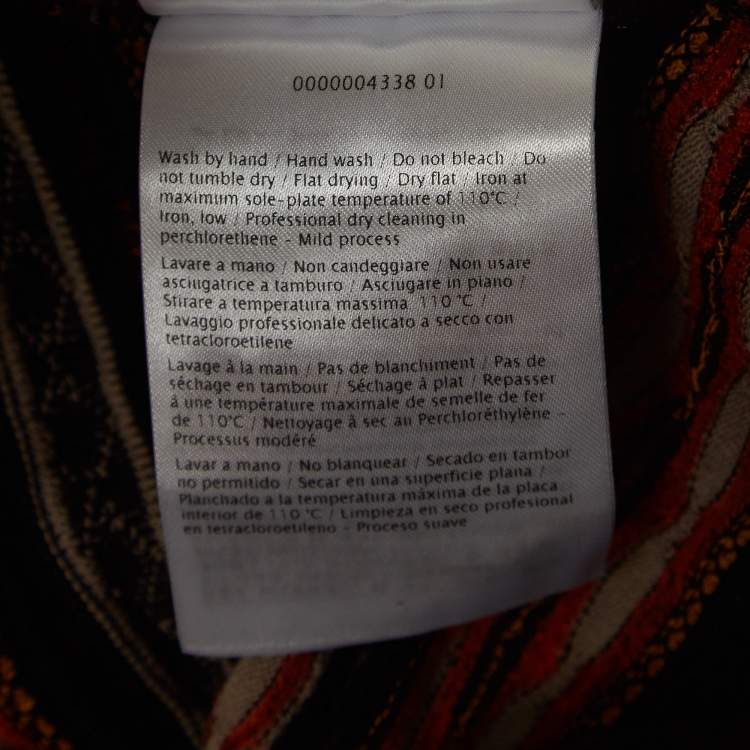 0000004338 01
Wash by hand / Hand wash / Do not bleach / Do
not tumble dry / Flat drying / Dry flat / Iron at
maximum sole-plate temperature of 110°C /
Iron, low / Professional dry cleaning in
perchlorethene - Mild process
Lavare a mano / Non candeggiare / Non usare
asciugatrice a tamburo / Asciugare in piano /
Stirare a temperatura massima 110 °C /
Lavaggio professionale delicato a secco con
tetracloroetilene
Lavage à la main / Pas de blanchiment / Pas de
séchage en tambour / Séchage à plat / Repasser
à une température maximale de semelle de fer
de 110°C / Nettoyage à sec au Perchloréthylène -
Processus modéré
Lavar a mano / No blanquear / Secado en tambor
no permitido / Secar en una superficie plana /
Planchado a la temperatura máxima de la placa
interior de 110 °C / Limpieza en seco profesional
en tetracloroetileno - Proceso suave